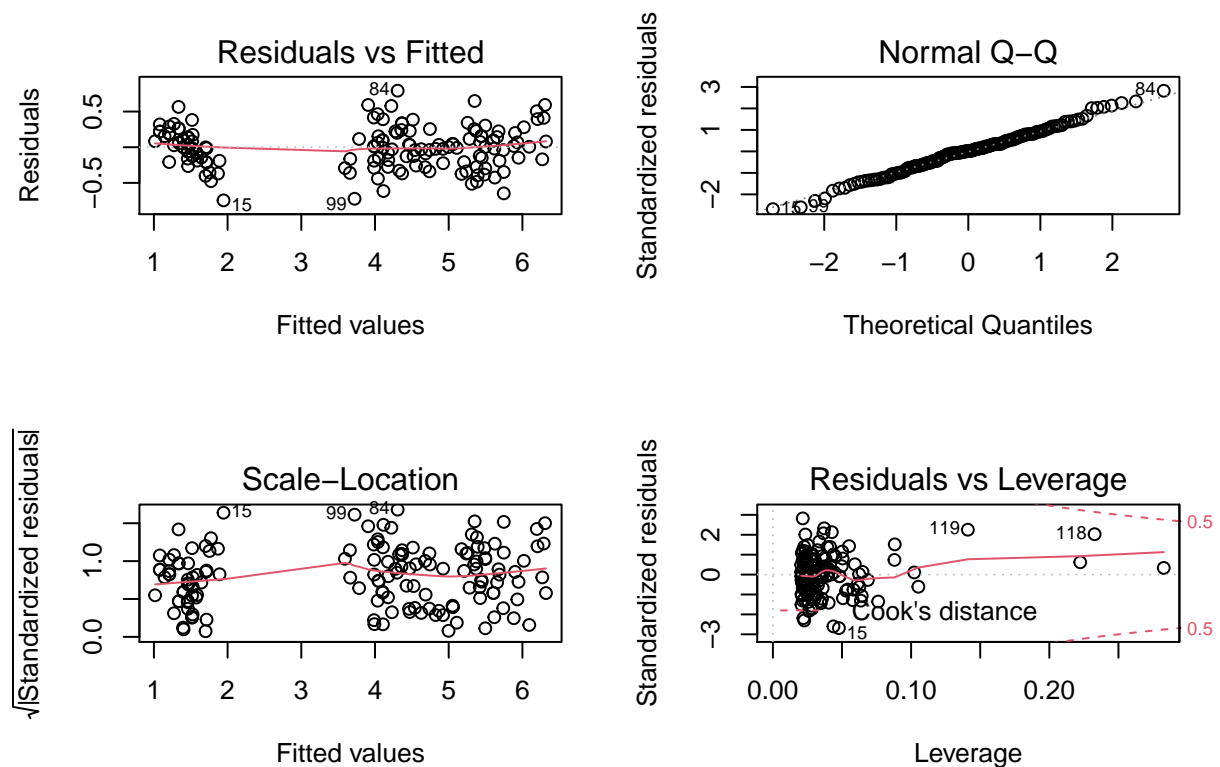 Residuals vs Fitted
Residuals
−0.5 0.5
84
15
99
1 2 3 4 5 6
Fitted values
Normal Q−Q
Standardized residuals
−2 1 3
84
15
99
−2 −1 0 1 2
Theoretical Quantiles
Scale−Location
√|Standardized residuals|
0.0 1.0
15
99
84
1 2 3 4 5 6
Fitted values
Residuals vs Leverage
Standardized residuals
−3 0 2
119
118
0.5
Cook's distance
15
0.5
0.00 0.10 0.20
Leverage